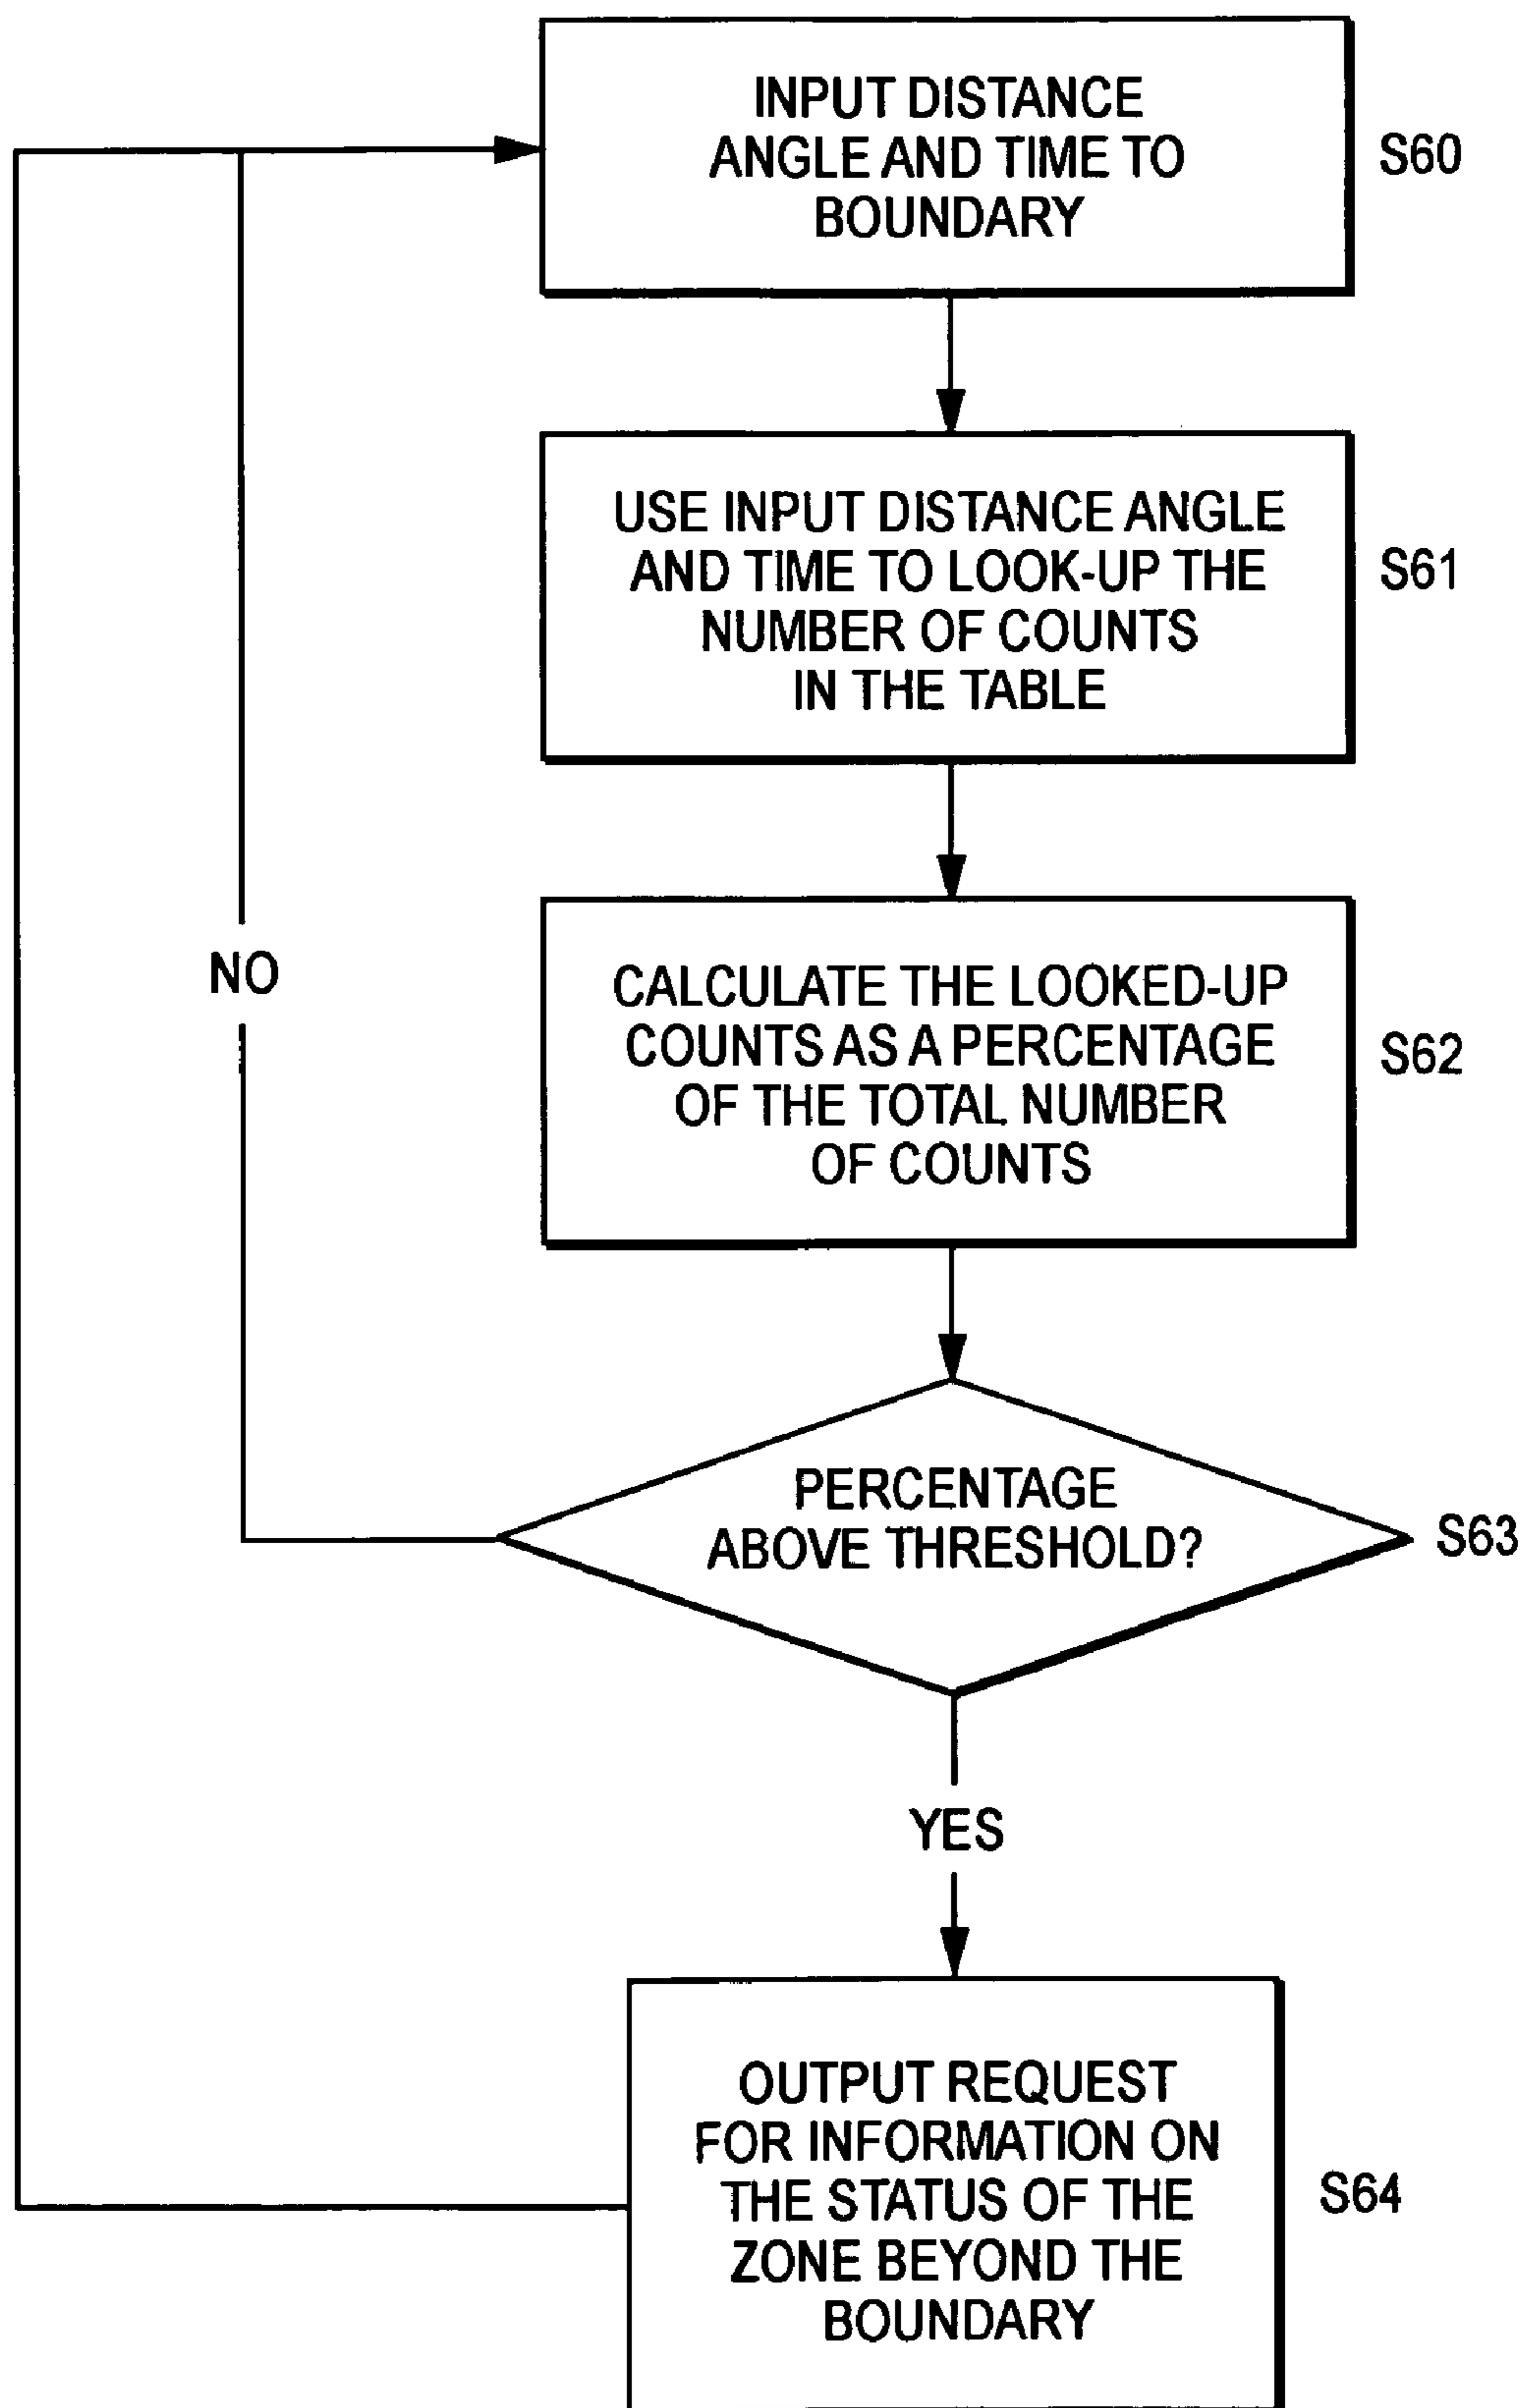 INPUT DISTANCE
ANGLE AND TIME TO
BOUNDARY
S60
USE INPUT DISTANCE ANGLE
AND TIME TO LOOK-UP THE
NUMBER OF COUNTS
IN THE TABLE
S61
NO
CALCULATE THE LOOKED-UP
COUNTS AS A PERCENTAGE
OF THE TOTAL NUMBER
OF COUNTS
S62
PERCENTAGE
ABOVE THRESHOLD?
S63
YES
OUTPUT REQUEST
FOR INFORMATION ON
THE STATUS OF THE
ZONE BEYOND THE
BOUNDARY
S64